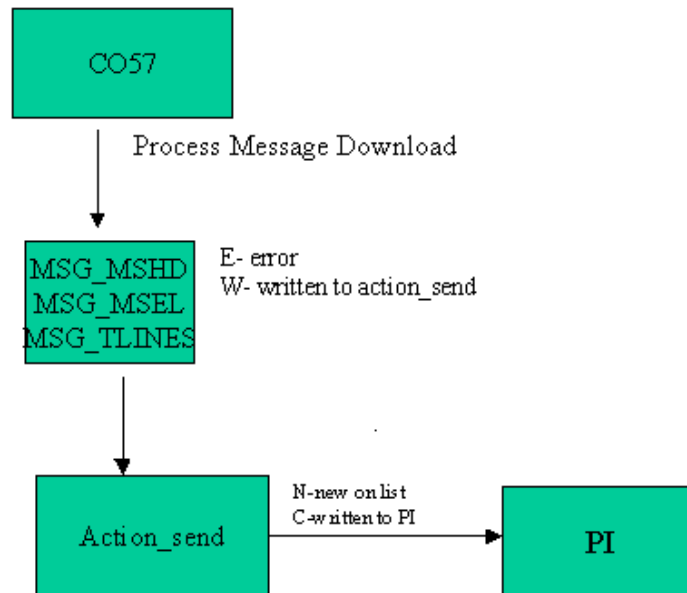 CO57
Process Message Download
MSG_MSHD
MSG_MSEL
MSG_TLINES
E- error
W- written to action_send
Action_send
N-new on list
C-written to PI
PI